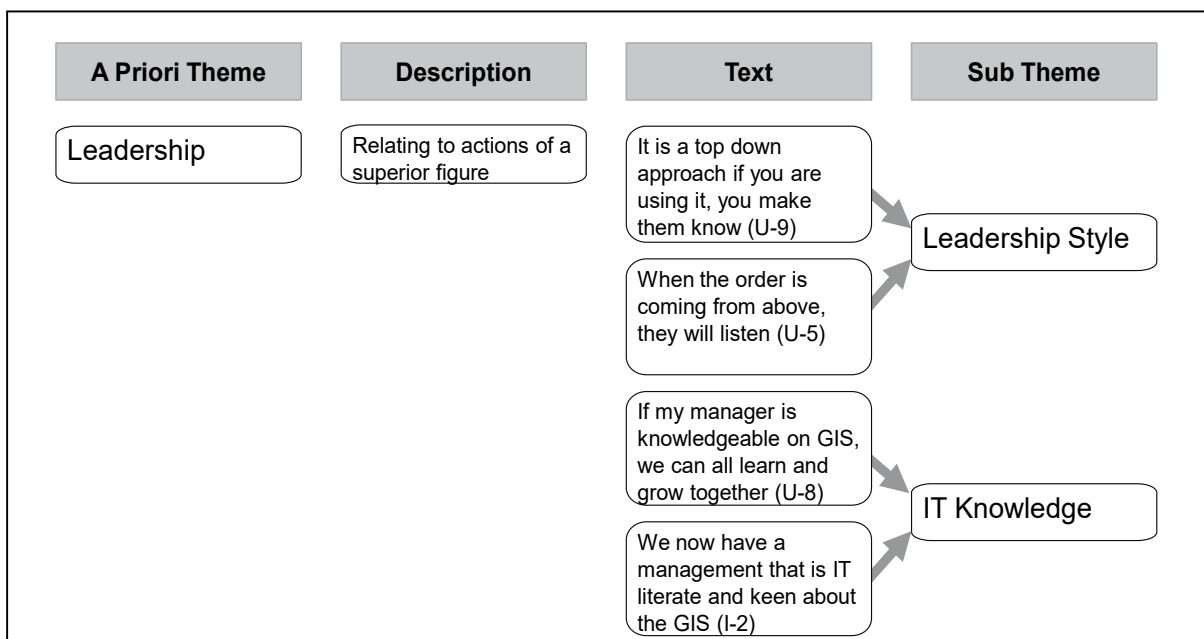 A Priori Theme
Description
Text
Sub Theme
Leadership
Relating to actions of a
superior figure
It is a top down
approach if you are
using it, you make
them know (U-9)
Leadership Style
When the order is
coming from above,
they will listen (U-5)
If my manager is
knowledgeable on GIS,
we can all learn and
grow together (U-8)
IT Knowledge
We now have a
management that is IT
literate and keen about
the GIS (I-2)